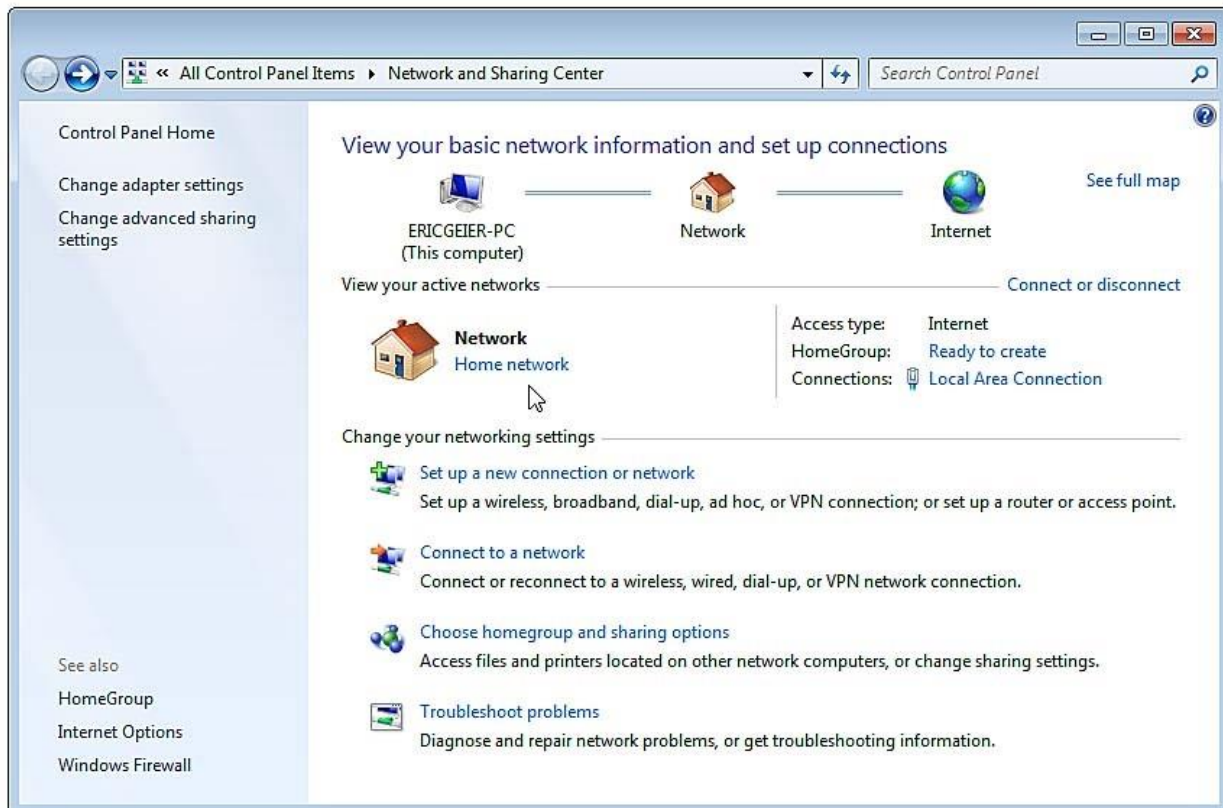 « All Control Panel Items ▸ Network and Sharing Center
Search Control Panel
Control Panel Home
Change adapter settings
Change advanced sharing
settings
See also
HomeGroup
Internet Options
Windows Firewall
View your basic network information and set up connections
See full map
ERICGEIER-PC
(This computer)
Network
Internet
View your active networks
Connect or disconnect
Network
Home network
Access type: Internet
HomeGroup: Ready to create
Connections: Local Area Connection
Change your networking settings
Set up a new connection or network
Set up a wireless, broadband, dial-up, ad hoc, or VPN connection; or set up a router or access point.
Connect to a network
Connect or reconnect to a wireless, wired, dial-up, or VPN network connection.
Choose homegroup and sharing options
Access files and printers located on other network computers, or change sharing settings.
Troubleshoot problems
Diagnose and repair network problems, or get troubleshooting information.